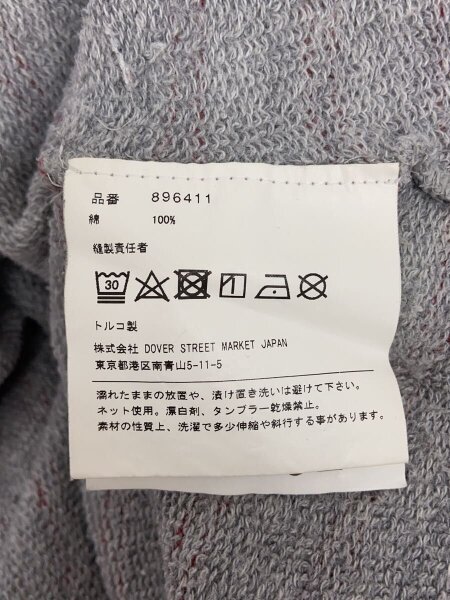 品番 896411
綿 100%
縫製責任者
30
トルコ製
株式会社 DOVER STREET MARKET JAPAN
東京都港区南青山5-11-5
濡れたままの放置や、漬け置き洗いは避けて下さい。
ネット使用。漂白剤、タンブラー乾燥禁止。
素材の性質上、洗濯で多少伸縮や斜行する事があります。